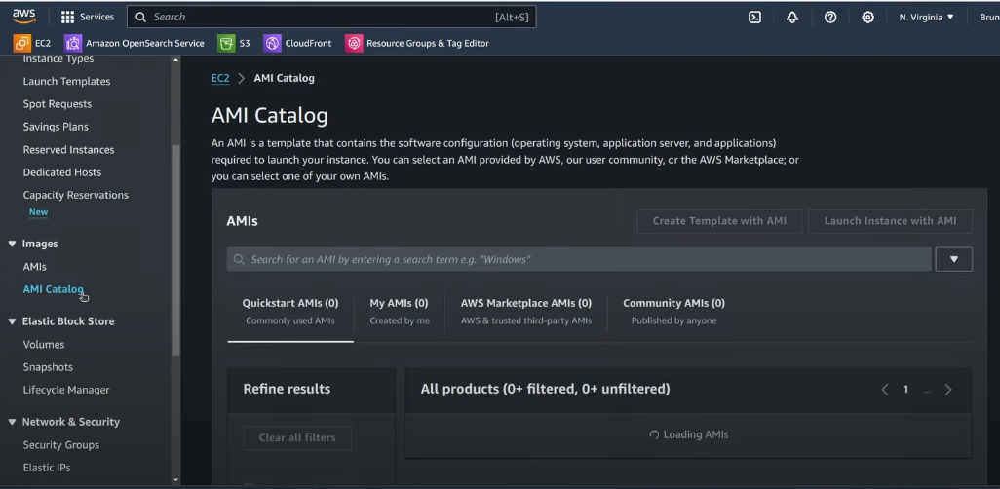 aws
Services
Search
[Alt+S]
N. Virginia
Brun
EC2
Amazon OpenSearch Service
S3
CloudFront
Resource Groups & Tag Editor
Instance Types
Launch Templates
Spot Requests
Savings Plans
Reserved Instances
Dedicated Hosts
Capacity Reservations
New
Images
AMIs
AMI Catalog
Elastic Block Store
Volumes
Snapshots
Lifecycle Manager
Network & Security
Security Groups
Elastic IPs
EC2 > AMI Catalog
AMI Catalog
An AMI is a template that contains the software configuration (operating system, application server, and applications)
required to launch your instance. You can select an AMI provided by AWS, our user community, or the AWS Marketplace; or
you can select one of your own AMIs.
AMIs
Create Template with AMI
Launch Instance with AMI
Search for an AMI by entering a search term e.g. "Windows"
Quickstart AMIs (0)
Commonly used AMIs
My AMIs (0)
Created by me
AWS Marketplace AMIs (0)
AWS & trusted third-party AMIs
Community AMIs (0)
Published by anyone
Refine results
Clear all filters
All products (0+ filtered, 0+ unfiltered)
1 ...
Loading AMIs